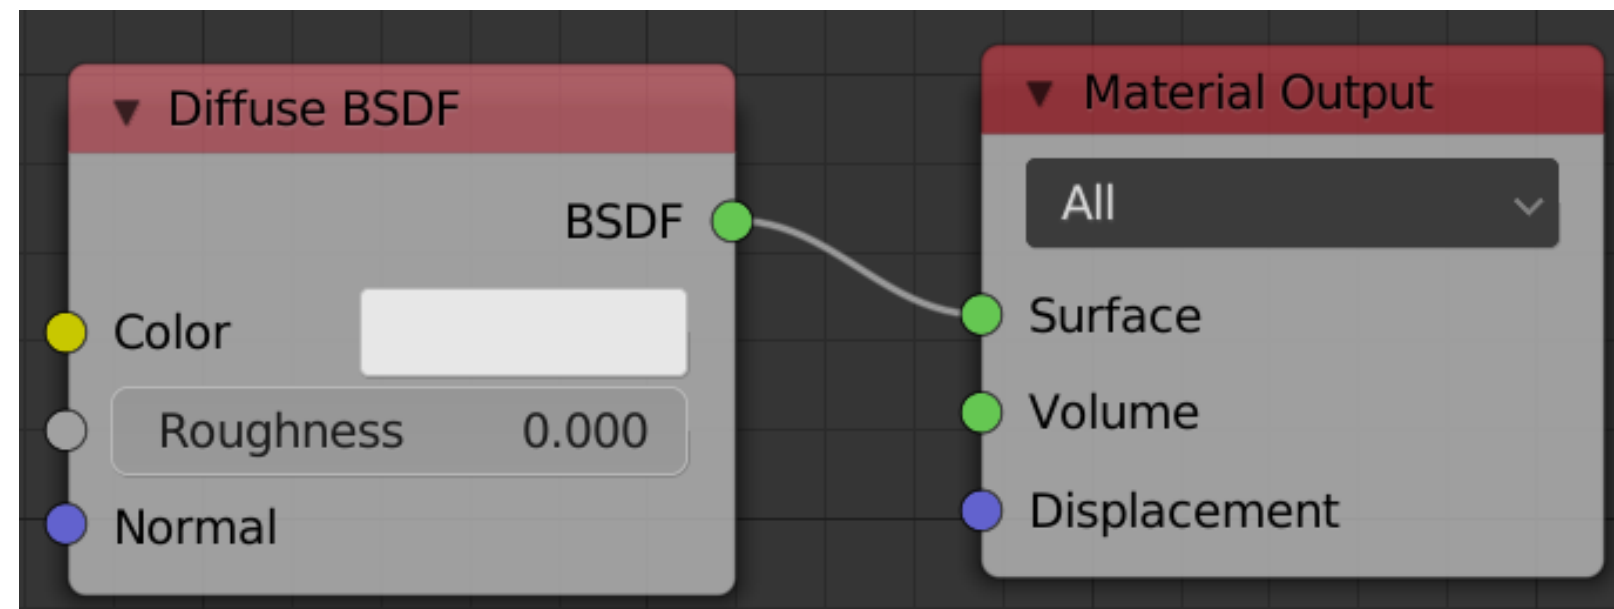 Diffuse BSDF
BSDF
Color
Roughness 0.000
Normal
Material Output
All
Surface
Volume
Displacement